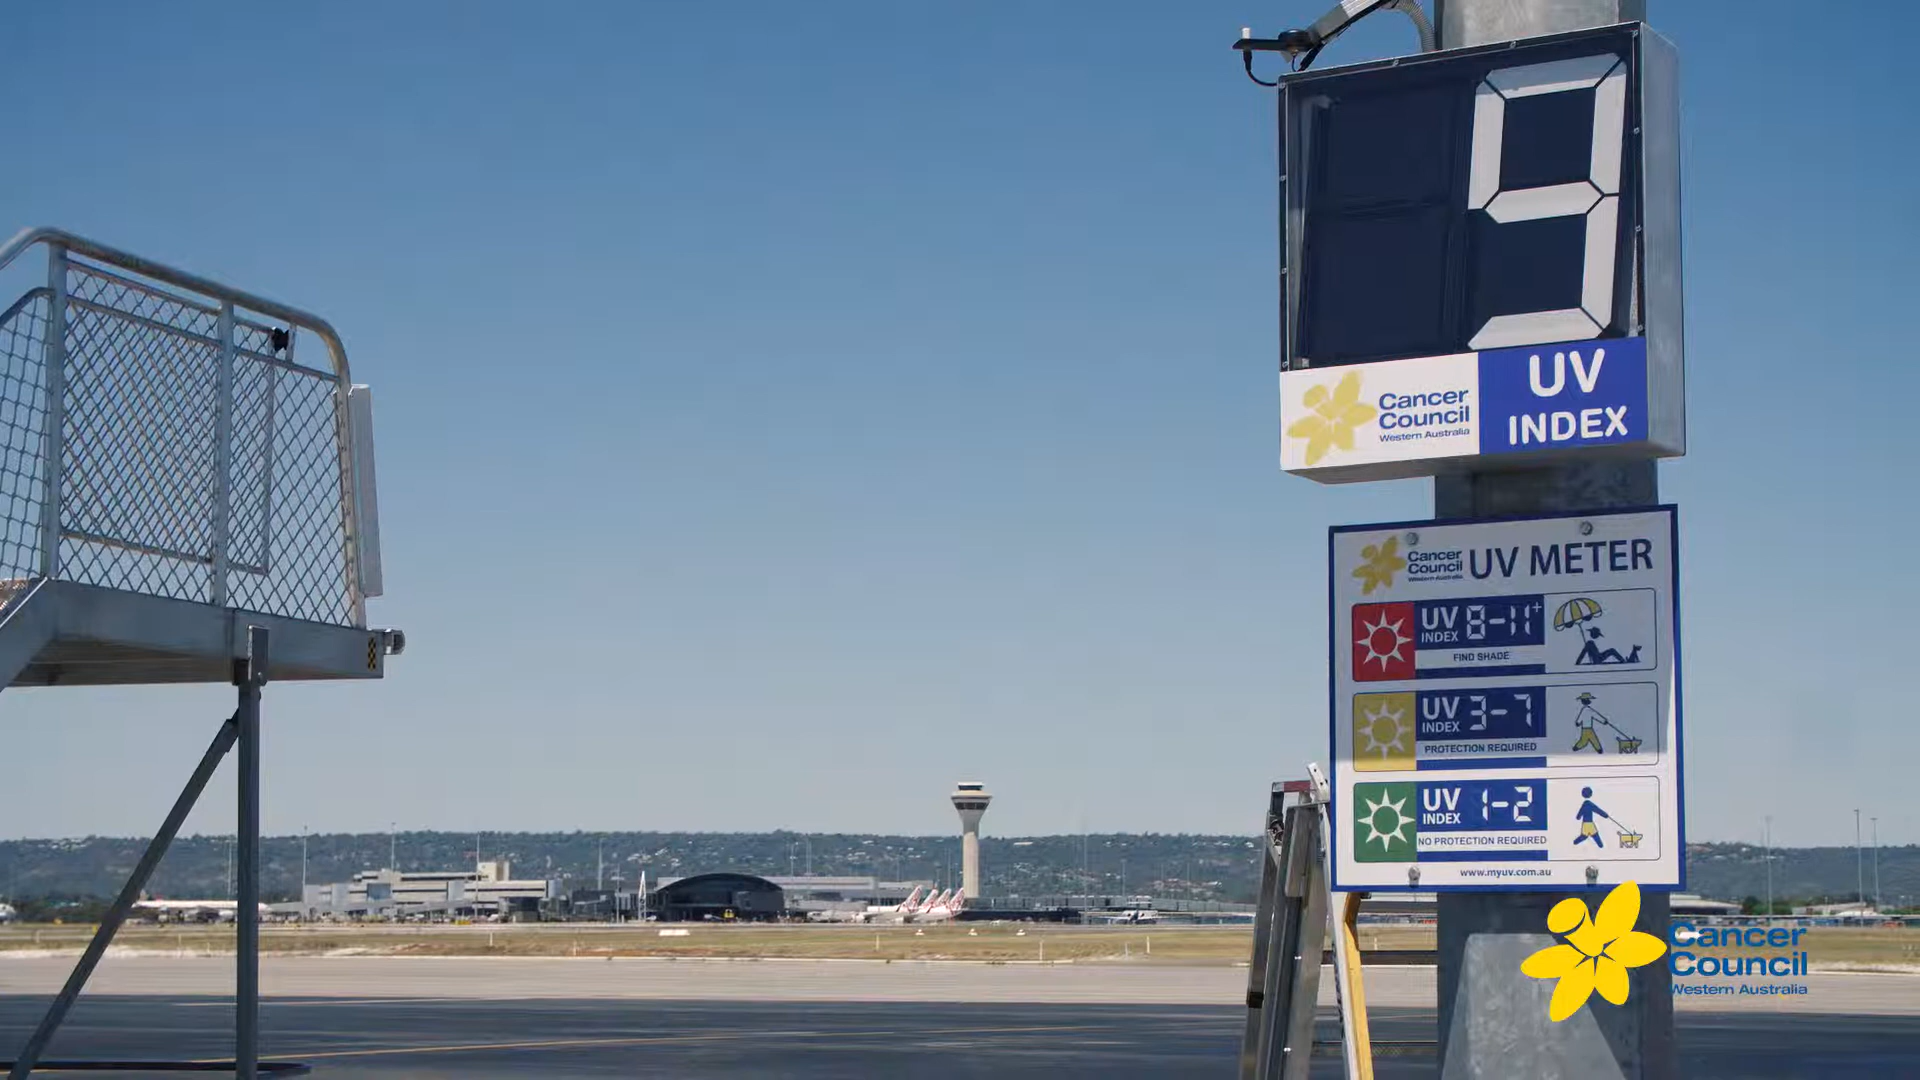 9
Cancer
Council
Western Australia
UV
INDEX
Cancer
Council
Western Australia
UV METER
UV
INDEX
8-11+
FIND SHADE
UV
INDEX
3-7
PROTECTION REQUIRED
UV
INDEX
1-2
NO PROTECTION REQUIRED
www.myuv.com.au
Cancer
Council
Western Australia